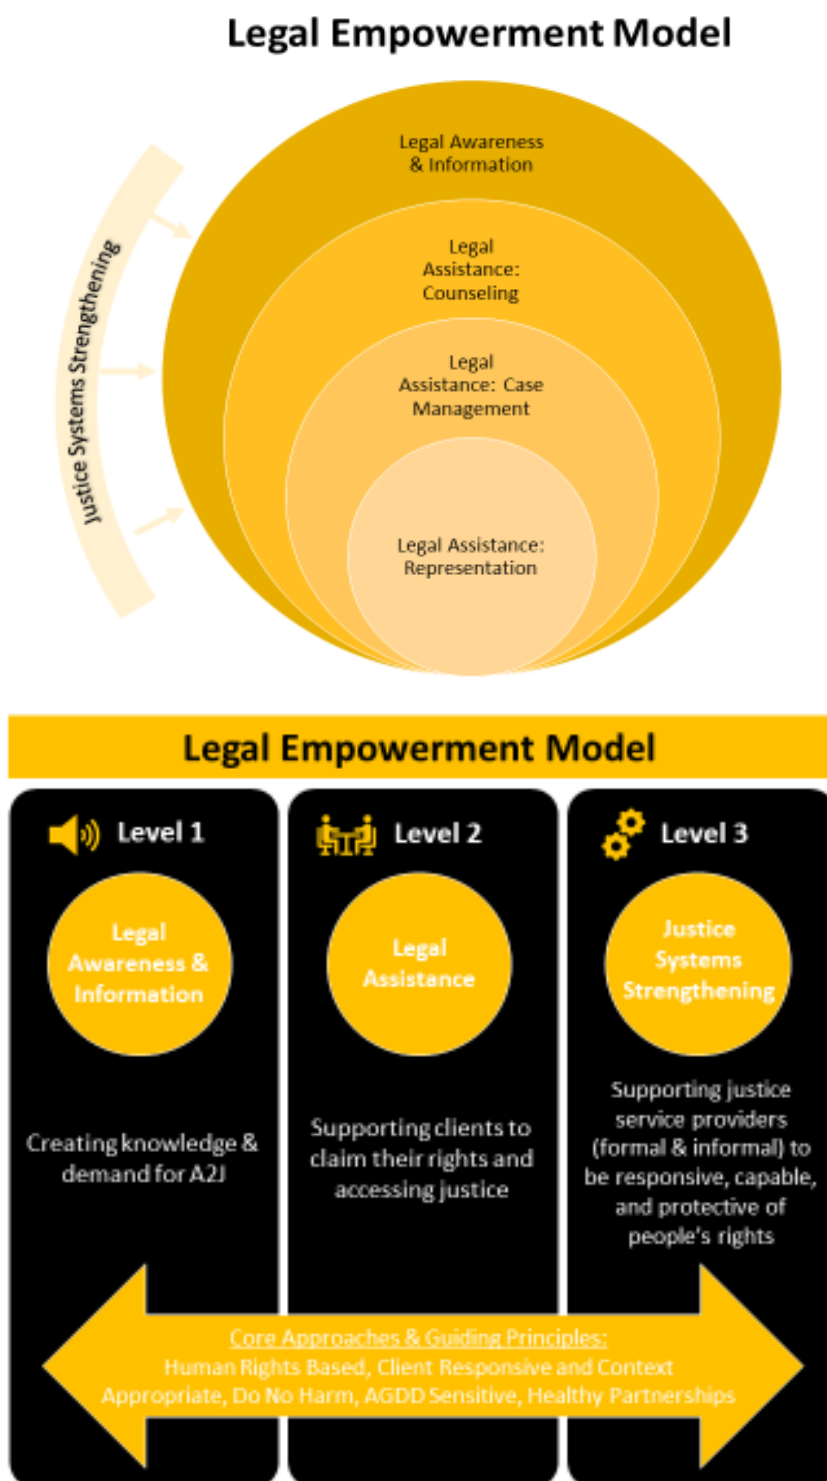 Legal Empowerment Model
Legal Awareness
& Information
Legal
Assistance:
Counseling
Legal
Assistance: Case
Management
Legal Assistance:
Representation
Justice Systems Strengthening
Legal Empowerment Model
Level 1
Legal
Awareness &
Information
Creating knowledge &
demand for A2J
Level 2
Legal
Assistance
Supporting clients to
claim their rights and
accessing justice
Level 3
Justice
Systems
Strengthening
Supporting justice
service providers
(formal & informal) to
be responsive, capable,
and protective of
people's rights
Core Approaches & Guiding Principles:
Human Rights Based, Client Responsive and Context
Appropriate, Do No Harm, AGDD Sensitive, Healthy Partnerships